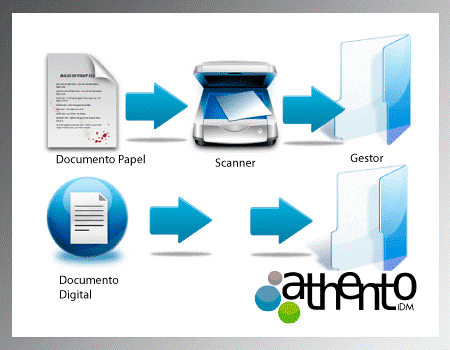 Documento Papel
Scanner
Gestor
Documento
Digital
athento
iDM